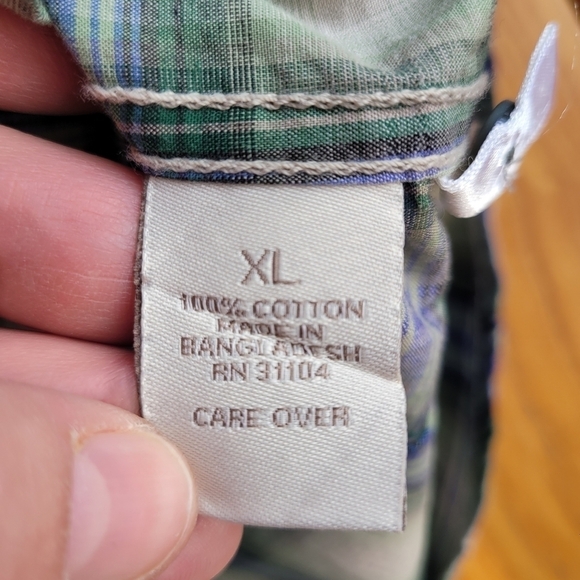 XL
100% COTTON
MADE IN
BANGLADESH
RN 31104
CARE OVER